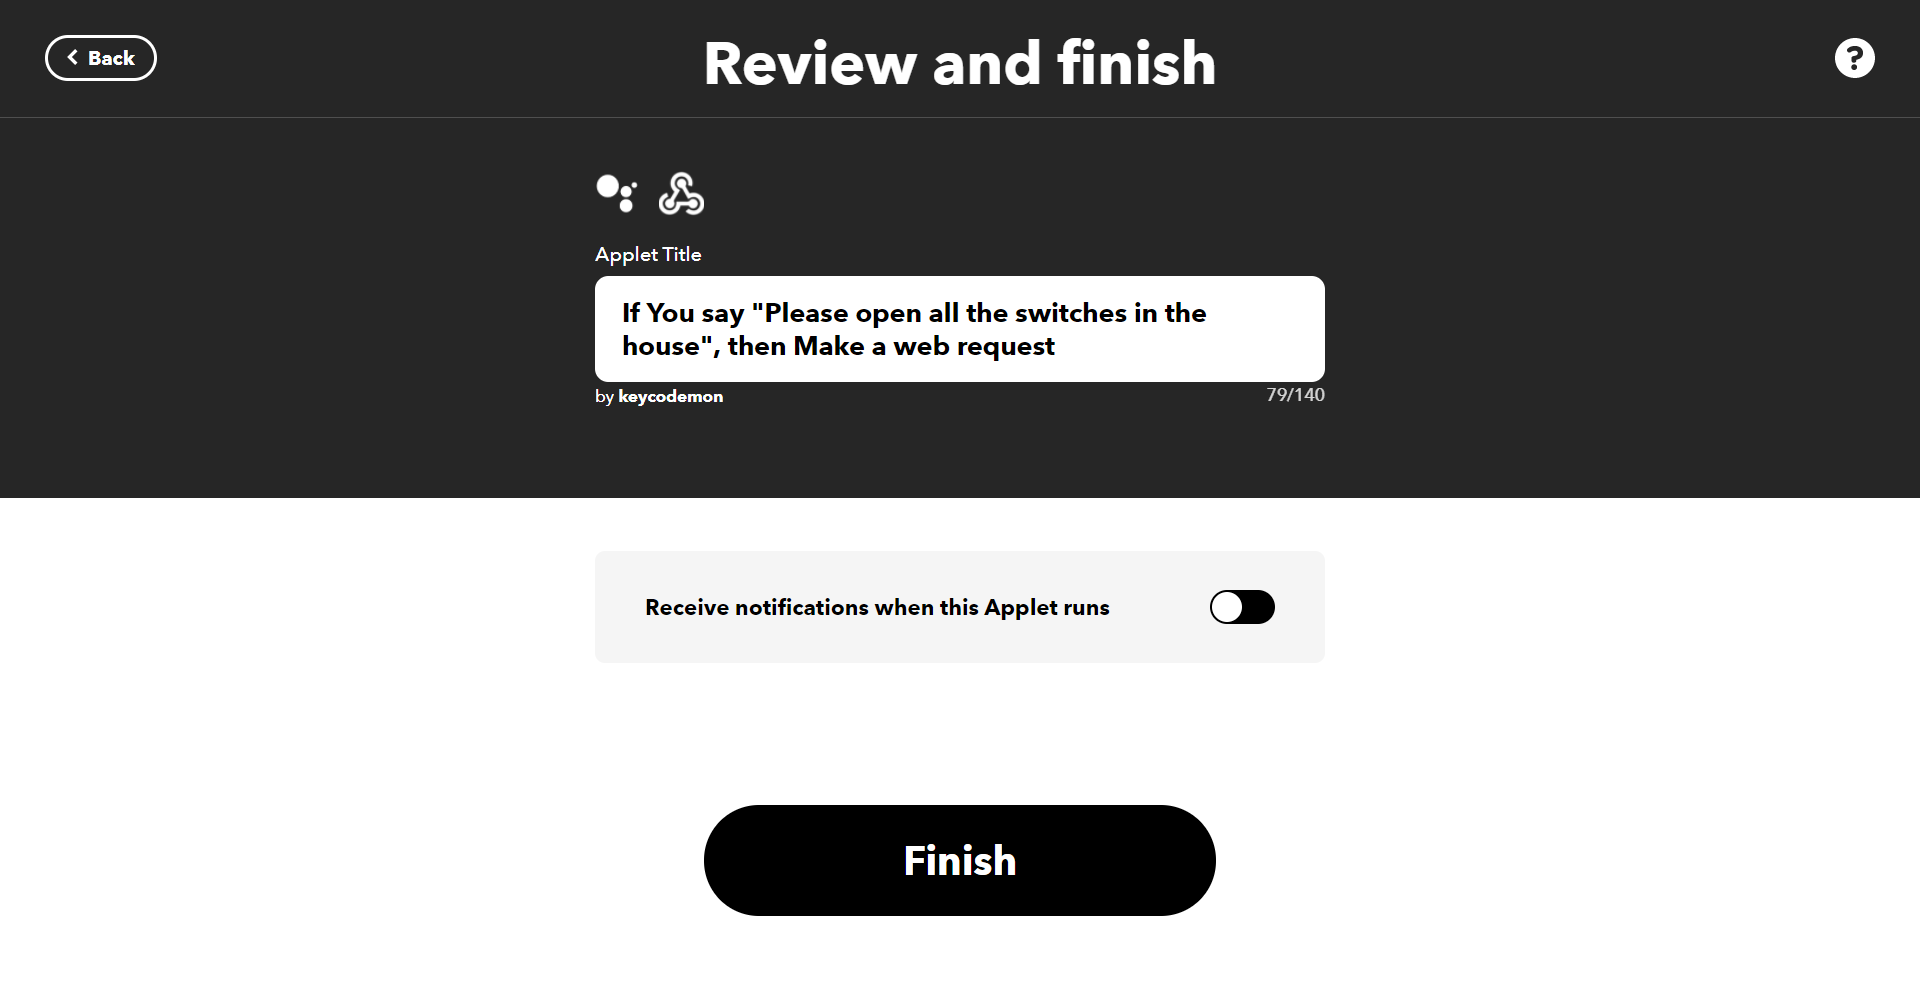 Back
Review and finish
?
Applet Title
If You say "Please open all the switches in the
house", then Make a web request
by keycodemon
79/140
Receive notifications when this Applet runs
Finish